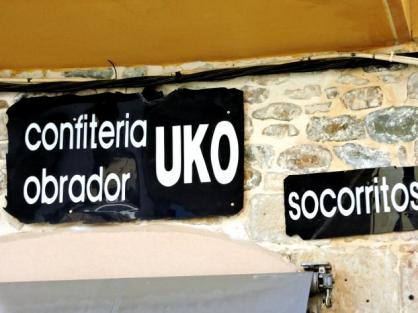 confiteria
obrador
UKO
socorritos